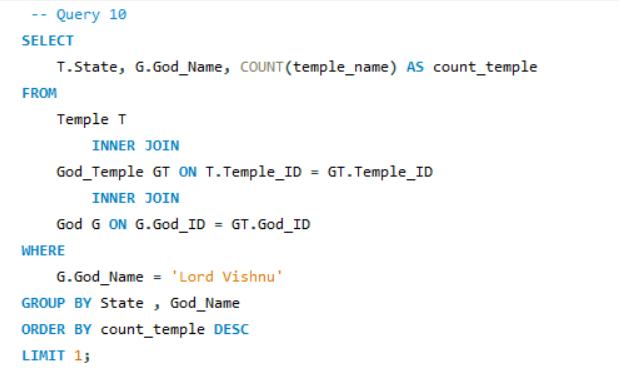 -- Query 10
SELECT
T.State, G.God_Name, COUNT(temple_name) AS count_temple
FROM
Temple T
INNER JOIN
God_Temple GT ON T.Temple_ID = GT.Temple_ID
INNER JOIN
God G ON G.God_ID = GT.God_ID
WHERE
G.God_Name = 'Lord Vishnu'
GROUP BY State , God_Name
ORDER BY count_temple DESC
LIMIT 1;